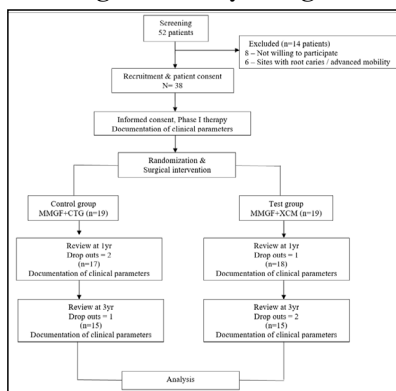 Screening
52 patients
Excluded (n=14 patients)
8 – Not willing to participate
6 – Sites with root caries / advanced mobility
Recruitment & patient consent
N= 38
Informed consent, Phase I therapy
Documentation of clinical parameters
Randomization &
Surgical intervention
Control group
MMGF+CTG (n=19)
Test group
MMGF+XCM (n=19)
Review at 1yr
Drop outs = 2
(n=17)
Documentation of clinical parameters
Review at 1yr
Drop outs = 1
(n=18)
Documentation of clinical parameters
Review at 3yr
Drop outs = 1
(n=15)
Documentation of clinical parameters
Review at 3yr
Drop outs = 2
(n=15)
Documentation of clinical parameters
Analysis